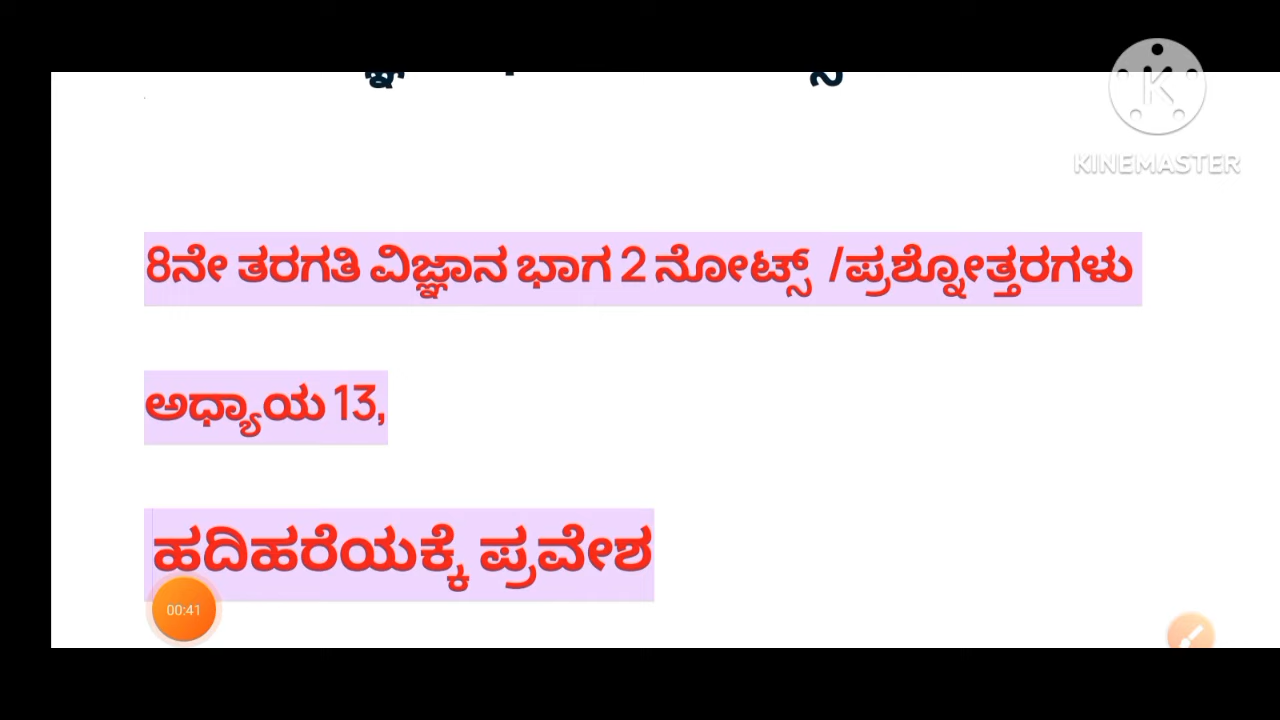 KINEMASTER
8ನೇ ತರಗತಿ ವಿಜ್ಞಾನ ಭಾಗ 2 ನೋಟ್ಸ್ /ಪ್ರಶ್ನೋತ್ತರಗಳು
ಅಧ್ಯಾಯ 13,
ಹದಿಹರೆಯಕ್ಕೆ ಪ್ರವೇಶ
00:41